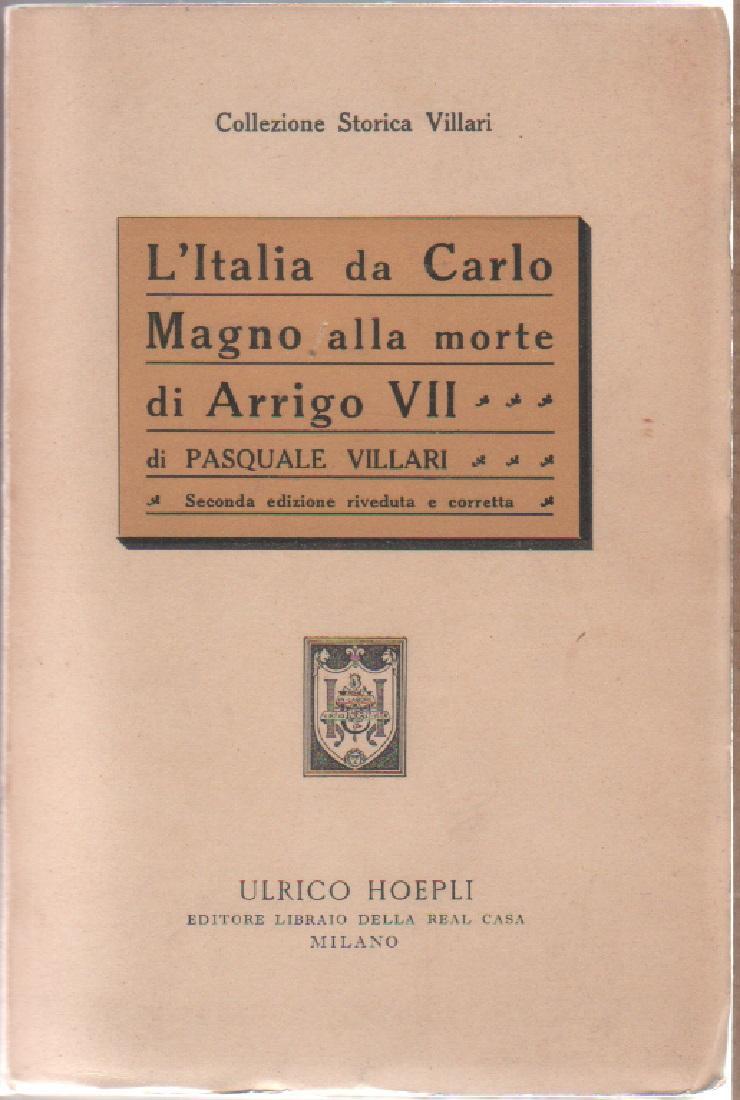 Collezione Storica Villari
L'Italia da Carlo
Magno alla morte
di Arrigo VII
di PASQUALE VILLARI
Seconda edizione riveduta e corretta
H
ULRICO HOEPLI
EDITORE LIBRAIO DELLA REAL CASA
MILANO